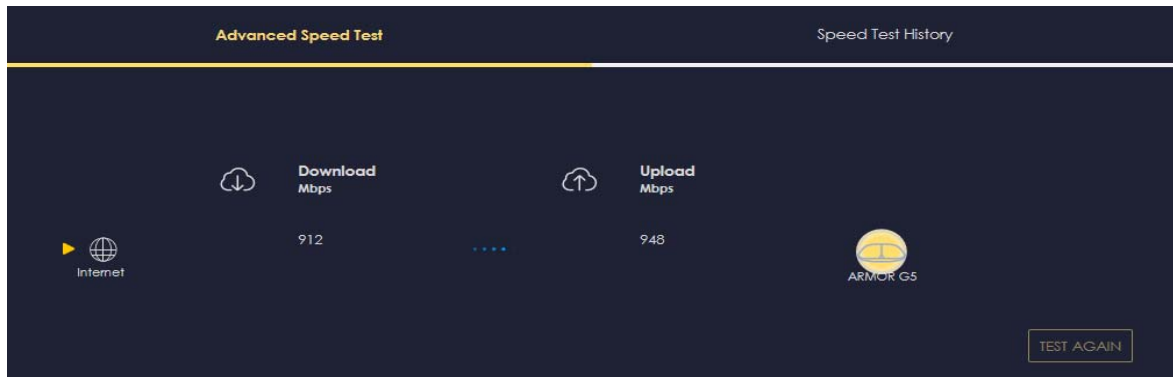 Advanced Speed Test
Speed Test History
Download
Mbps
Upload
Mbps
912
948
Internet
ARMOR G5
TEST AGAIN